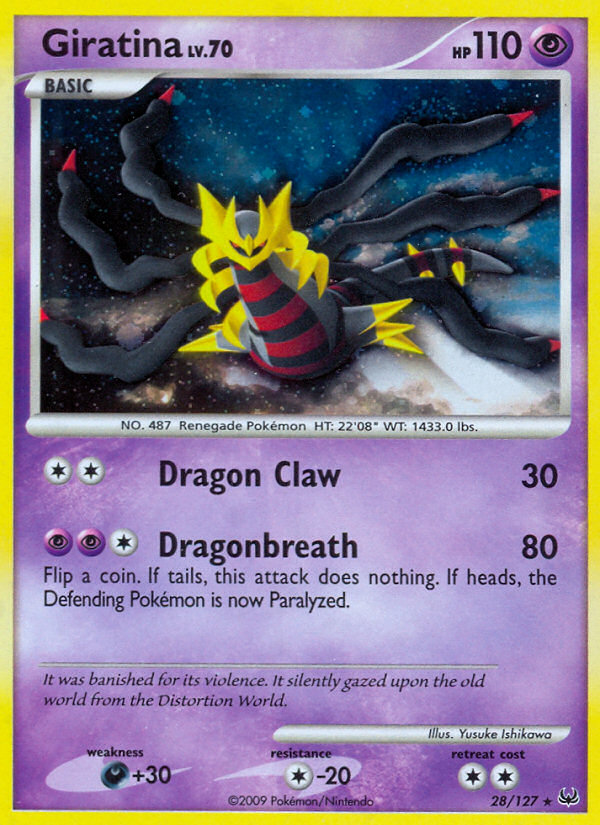 Giratina LV.70 HP 110
BASIC
NO. 487 Renegade Pokémon HT: 22'08" WT: 1433.0 lbs.
Dragon Claw 30
Dragonbreath 80
Flip a coin. If tails, this attack does nothing. If heads, the
Defending Pokémon is now Paralyzed.
It was banished for its violence. It silently gazed upon the old
world from the Distortion World.
Illus. Yusuke Ishikawa
weakness resistance retreat cost
+30 -20
©2009 Pokémon/Nintendo 28/127 ★